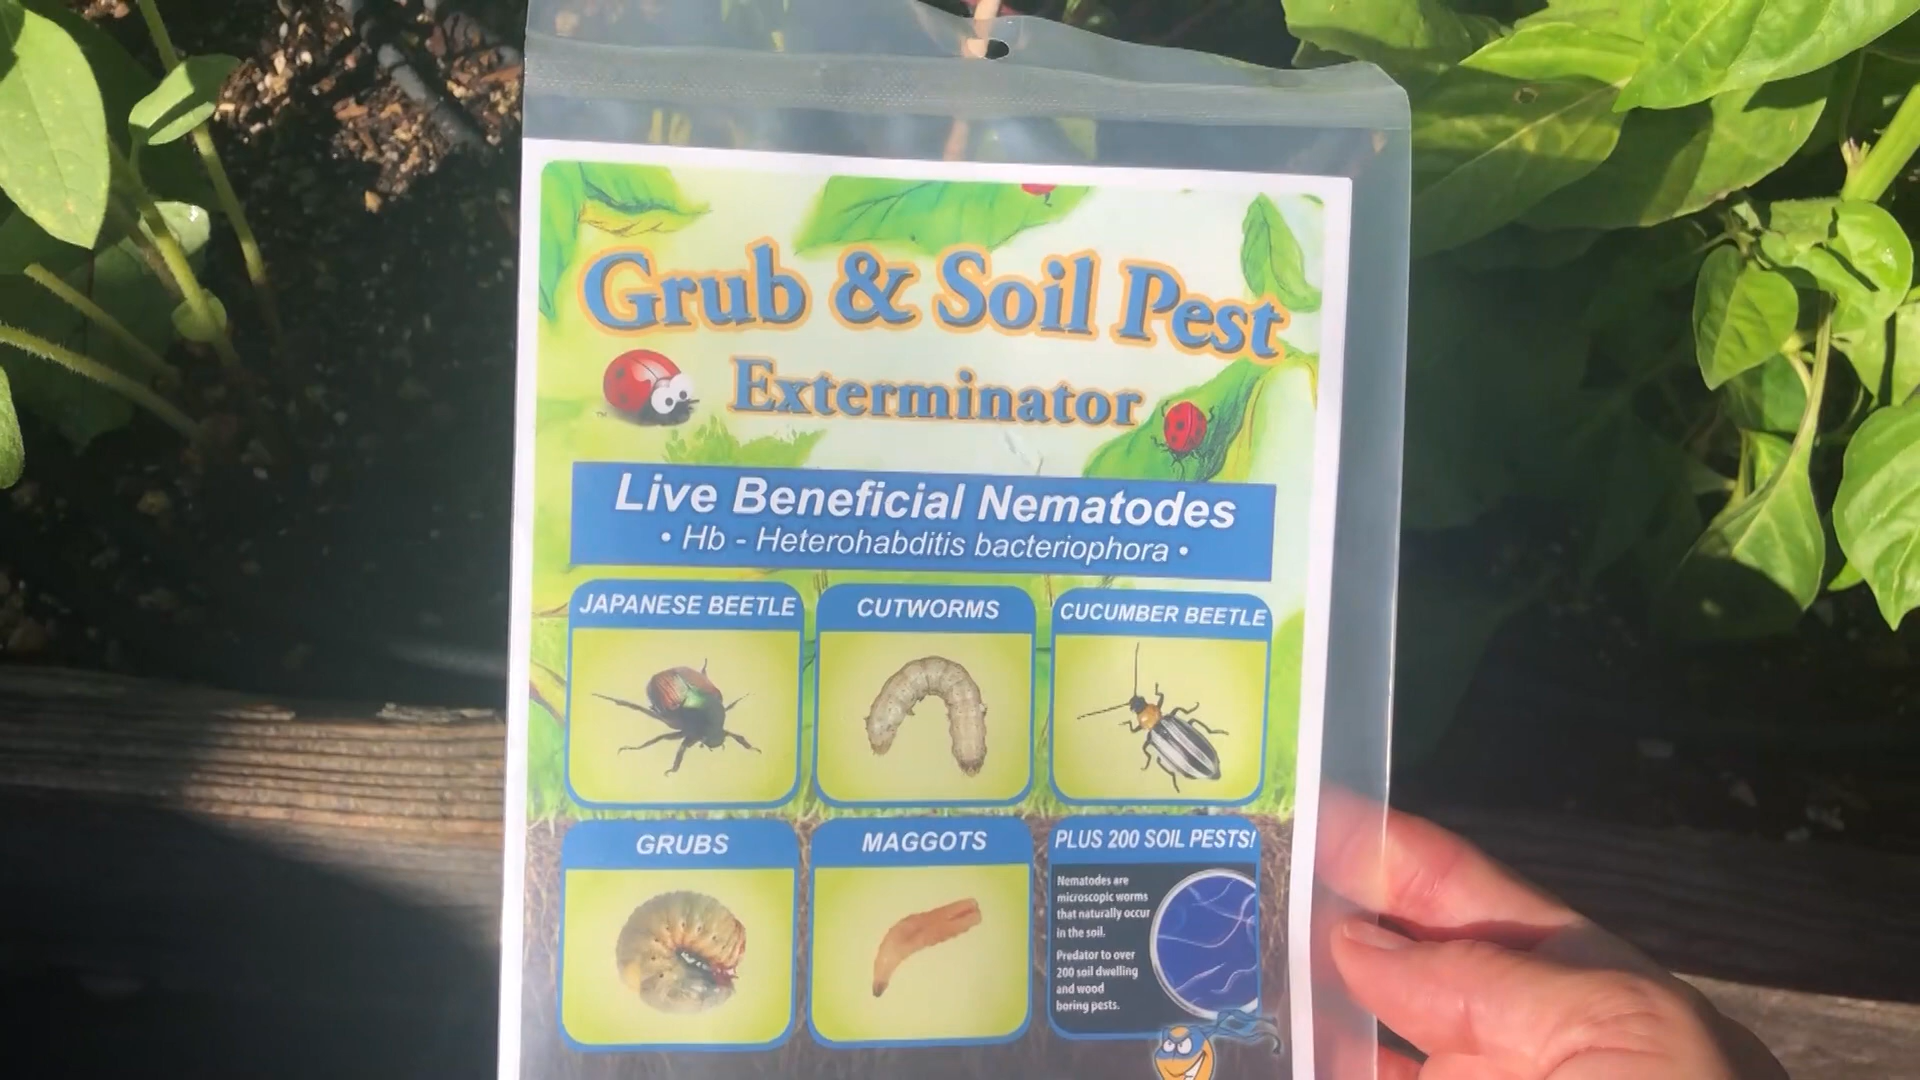 Grub & Soil Pest
Exterminator
Live Beneficial Nematodes
• Hb - Heterohabditis bacteriophora •
JAPANESE BEETLE
CUTWORMS
CUCUMBER BEETLE
GRUBS
MAGGOTS
PLUS 200 SOIL PESTS!
Nematodes are
microscopic worms
that naturally occur
in the soil.
Predator to over
200 soil dwelling
and wood
boring pests.